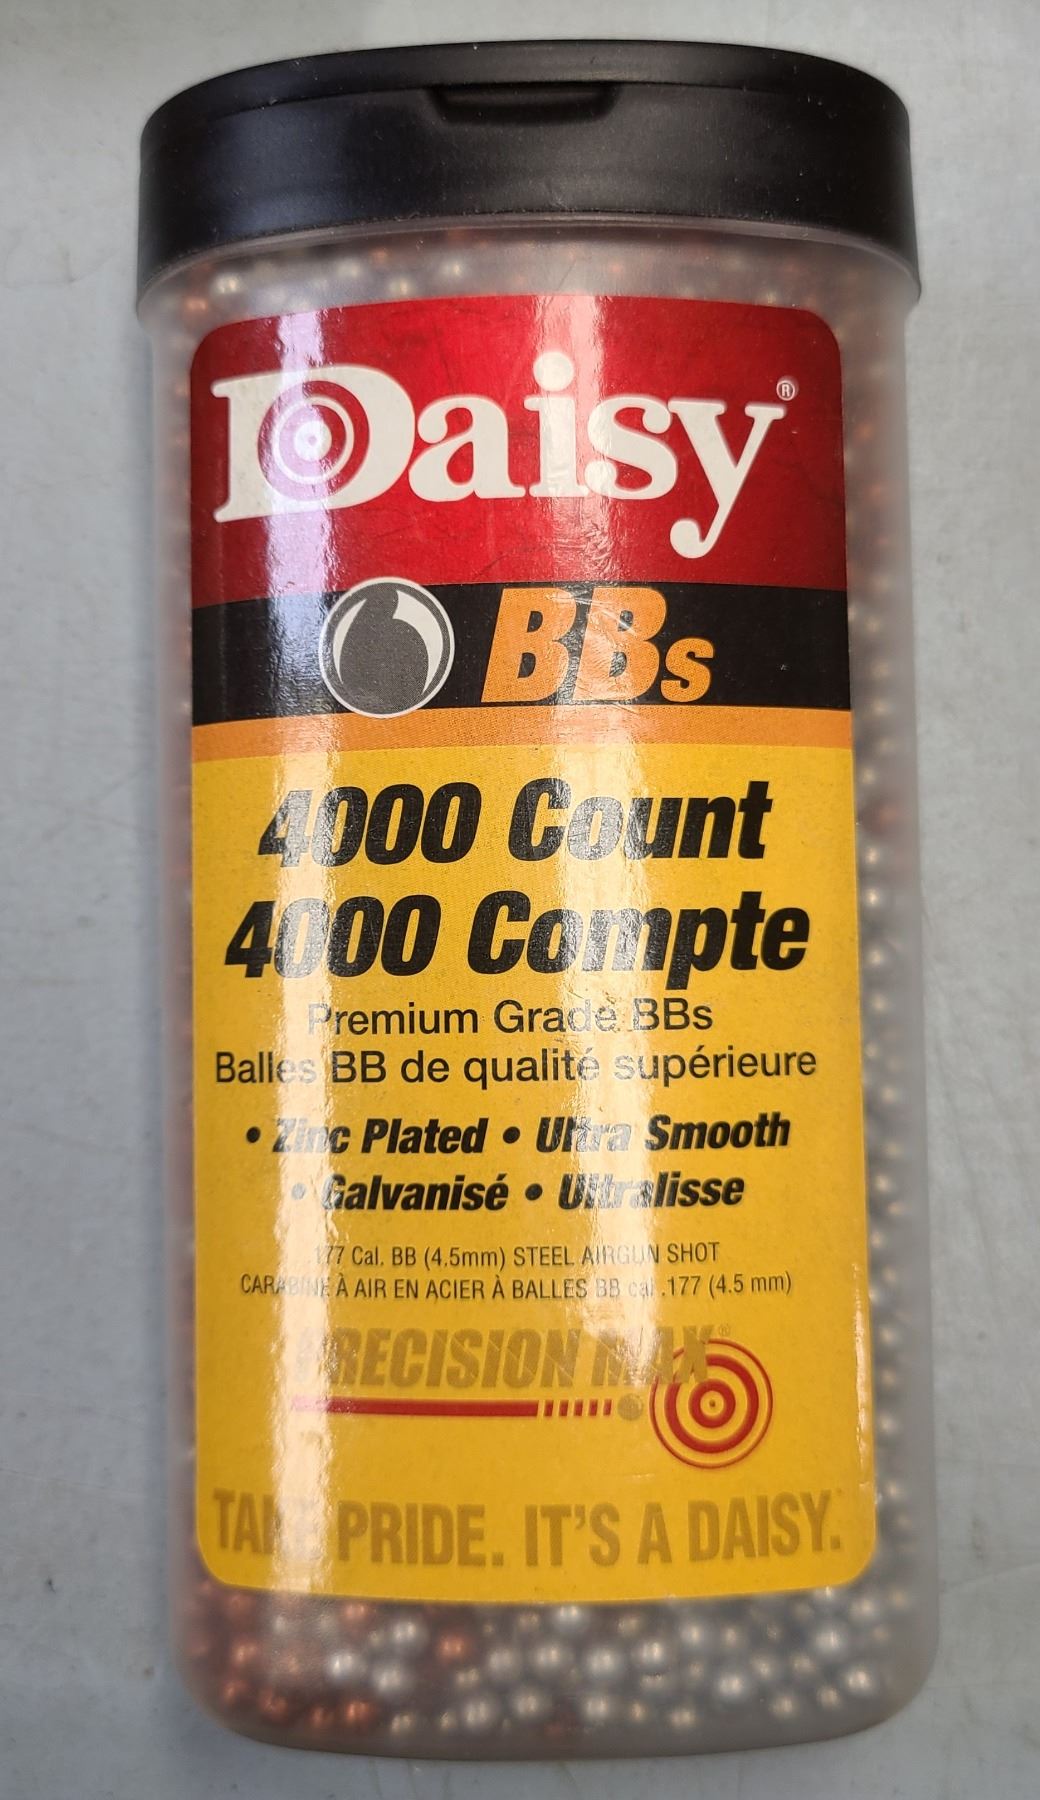 Daisy®
BBs
4000 Count
4000 Compte
Premium Grade BBs
Balles BB de qualité supérieure
• Zinc Plated • Ultra Smooth
• Galvanisé • Ultralisse
.177 Cal. BB (4.5mm) STEEL AIRGUN SHOT
CARABINE À AIR EN ACIER À BALLES BB cal .177 (4.5 mm)
PRECISION MAX®
TAKE PRIDE. IT'S A DAISY.